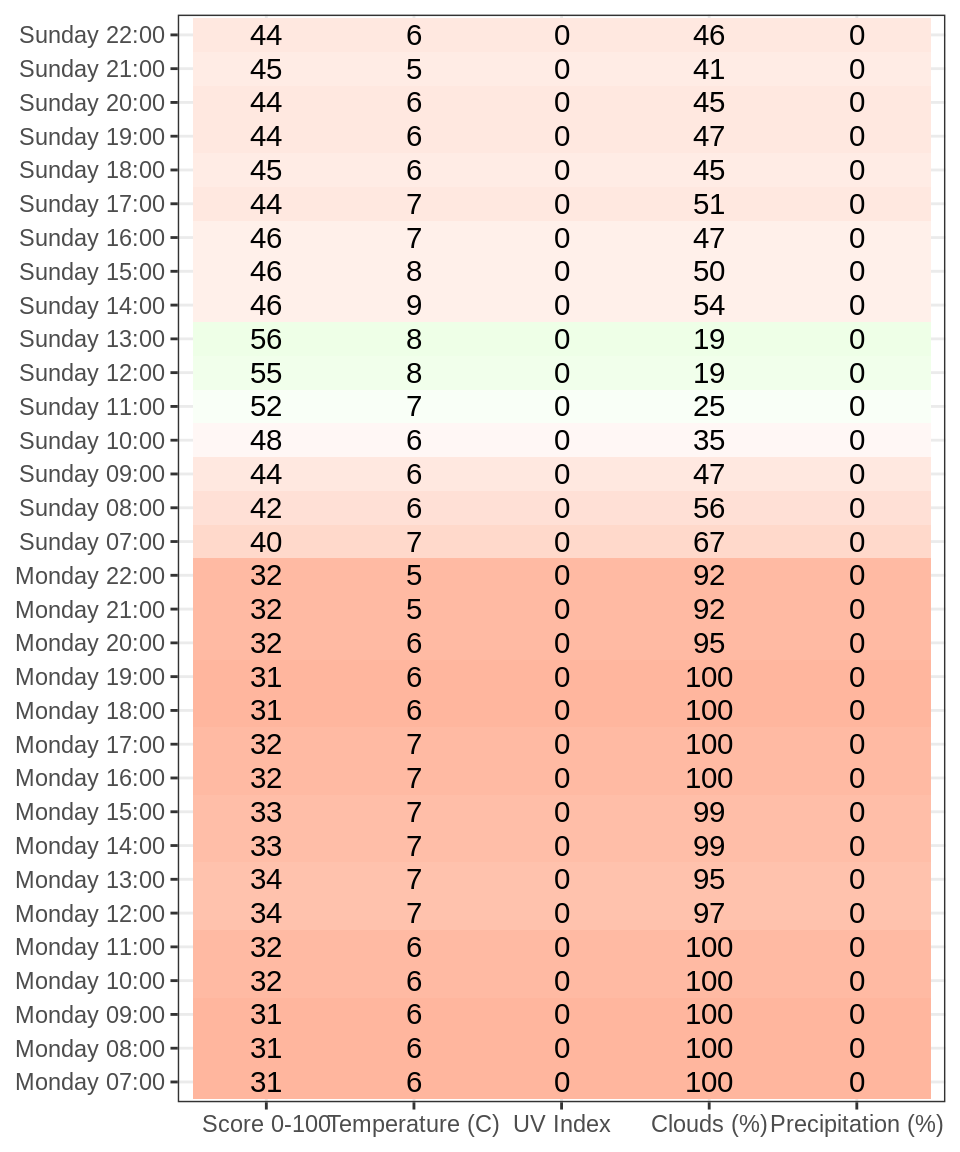 Sunday 22:00 44 6 0 46 0
Sunday 21:00 45 5 0 41 0
Sunday 20:00 44 6 0 45 0
Sunday 19:00 44 6 0 47 0
Sunday 18:00 45 6 0 45 0
Sunday 17:00 44 7 0 51 0
Sunday 16:00 46 7 0 47 0
Sunday 15:00 46 8 0 50 0
Sunday 14:00 46 9 0 54 0
Sunday 13:00 56 8 0 19 0
Sunday 12:00 55 8 0 19 0
Sunday 11:00 52 7 0 25 0
Sunday 10:00 48 6 0 35 0
Sunday 09:00 44 6 0 47 0
Sunday 08:00 42 6 0 56 0
Sunday 07:00 40 7 0 67 0
Monday 22:00 32 5 0 92 0
Monday 21:00 32 5 0 92 0
Monday 20:00 32 6 0 95 0
Monday 19:00 31 6 0 100 0
Monday 18:00 31 6 0 100 0
Monday 17:00 32 7 0 100 0
Monday 16:00 32 7 0 100 0
Monday 15:00 33 7 0 99 0
Monday 14:00 33 7 0 99 0
Monday 13:00 34 7 0 95 0
Monday 12:00 34 7 0 97 0
Monday 11:00 32 6 0 100 0
Monday 10:00 32 6 0 100 0
Monday 09:00 31 6 0 100 0
Monday 08:00 31 6 0 100 0
Monday 07:00 31 6 0 100 0
Score 0-100 Temperature (C) UV Index Clouds (%) Precipitation (%)